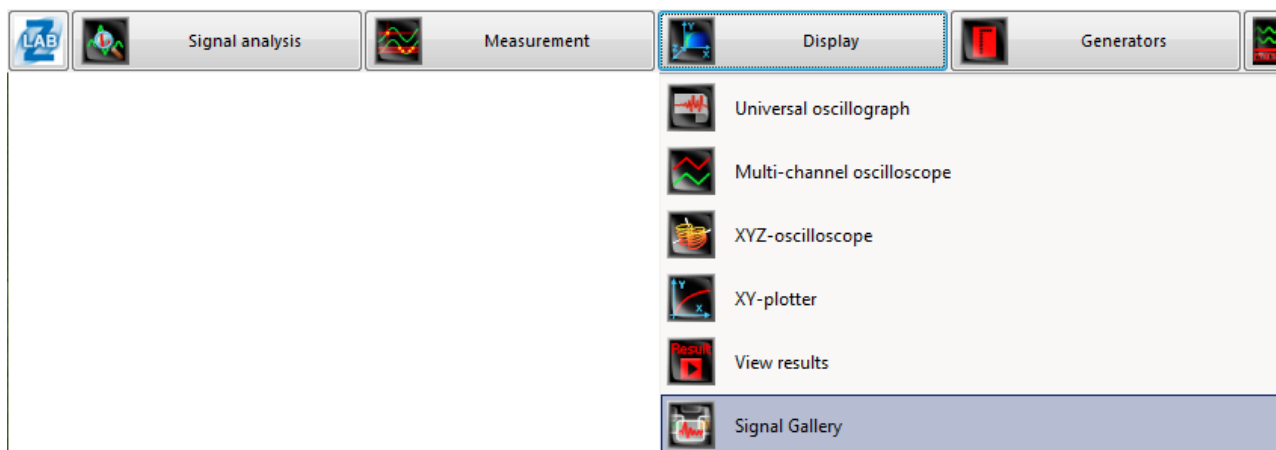 ZLAB
Signal analysis
Measurement
Display
Generators
Universal oscillograph
Multi-channel oscilloscope
XYZ-oscilloscope
XY-plotter
Result
View results
Signal Gallery